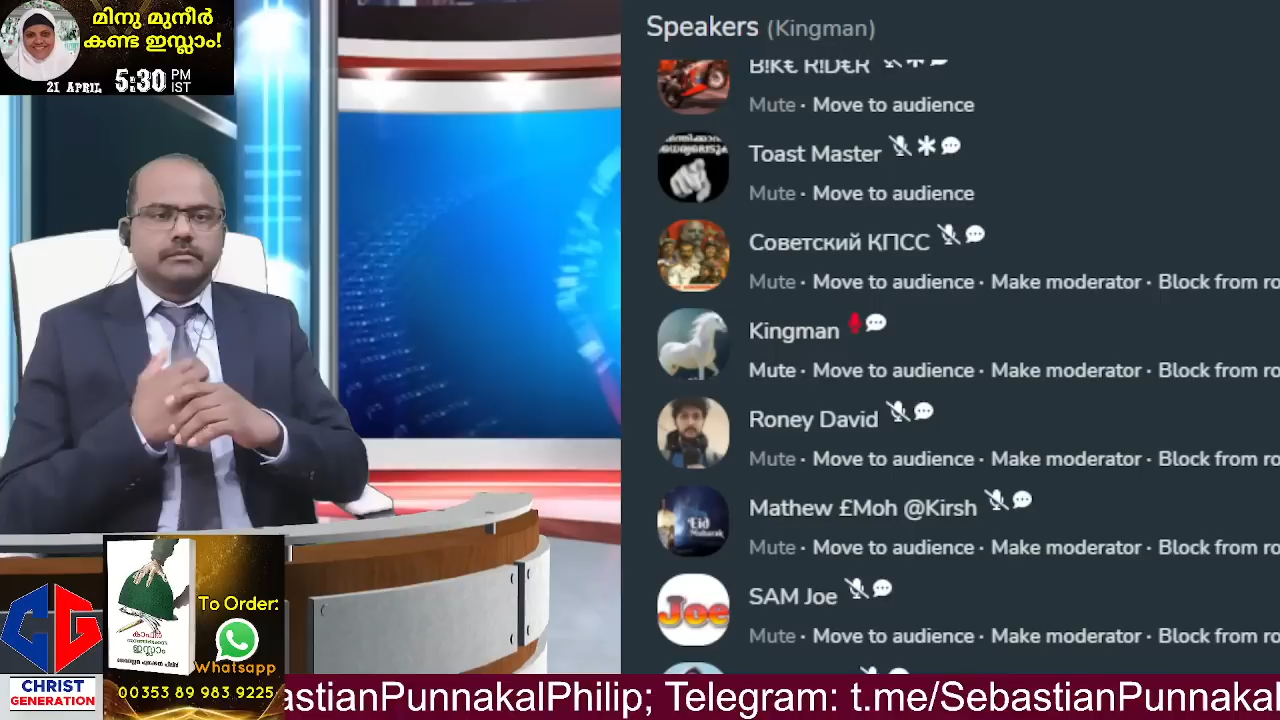 മിനു മുനീർ
കണ്ട ഇസ്ലാം!
21 APRIL 5:30 PM IST
Speakers (Kingman)
B!K€ R!D€R
Mute · Move to audience
Toast Master
Mute · Move to audience
Советский КПСС
Mute · Move to audience · Make moderator · Block from ro
Kingman
Mute · Move to audience · Make moderator · Block from ro
Roney David
Mute · Move to audience · Make moderator · Block from ro
Mathew £Moh @Kirsh
Eid
Mubarak
Mute · Move to audience · Make moderator · Block from ro
SAM Joe
Joe
Mute · Move to audience · Make moderator · Block from ro
CG
CHRIST
GENERATION
കാഫിർ
ഇസ്ലാം
To Order:
Whatsapp
00353 89 983 9225
astianPunnakalPhilip; Telegram: t.me/SebastianPunnakal